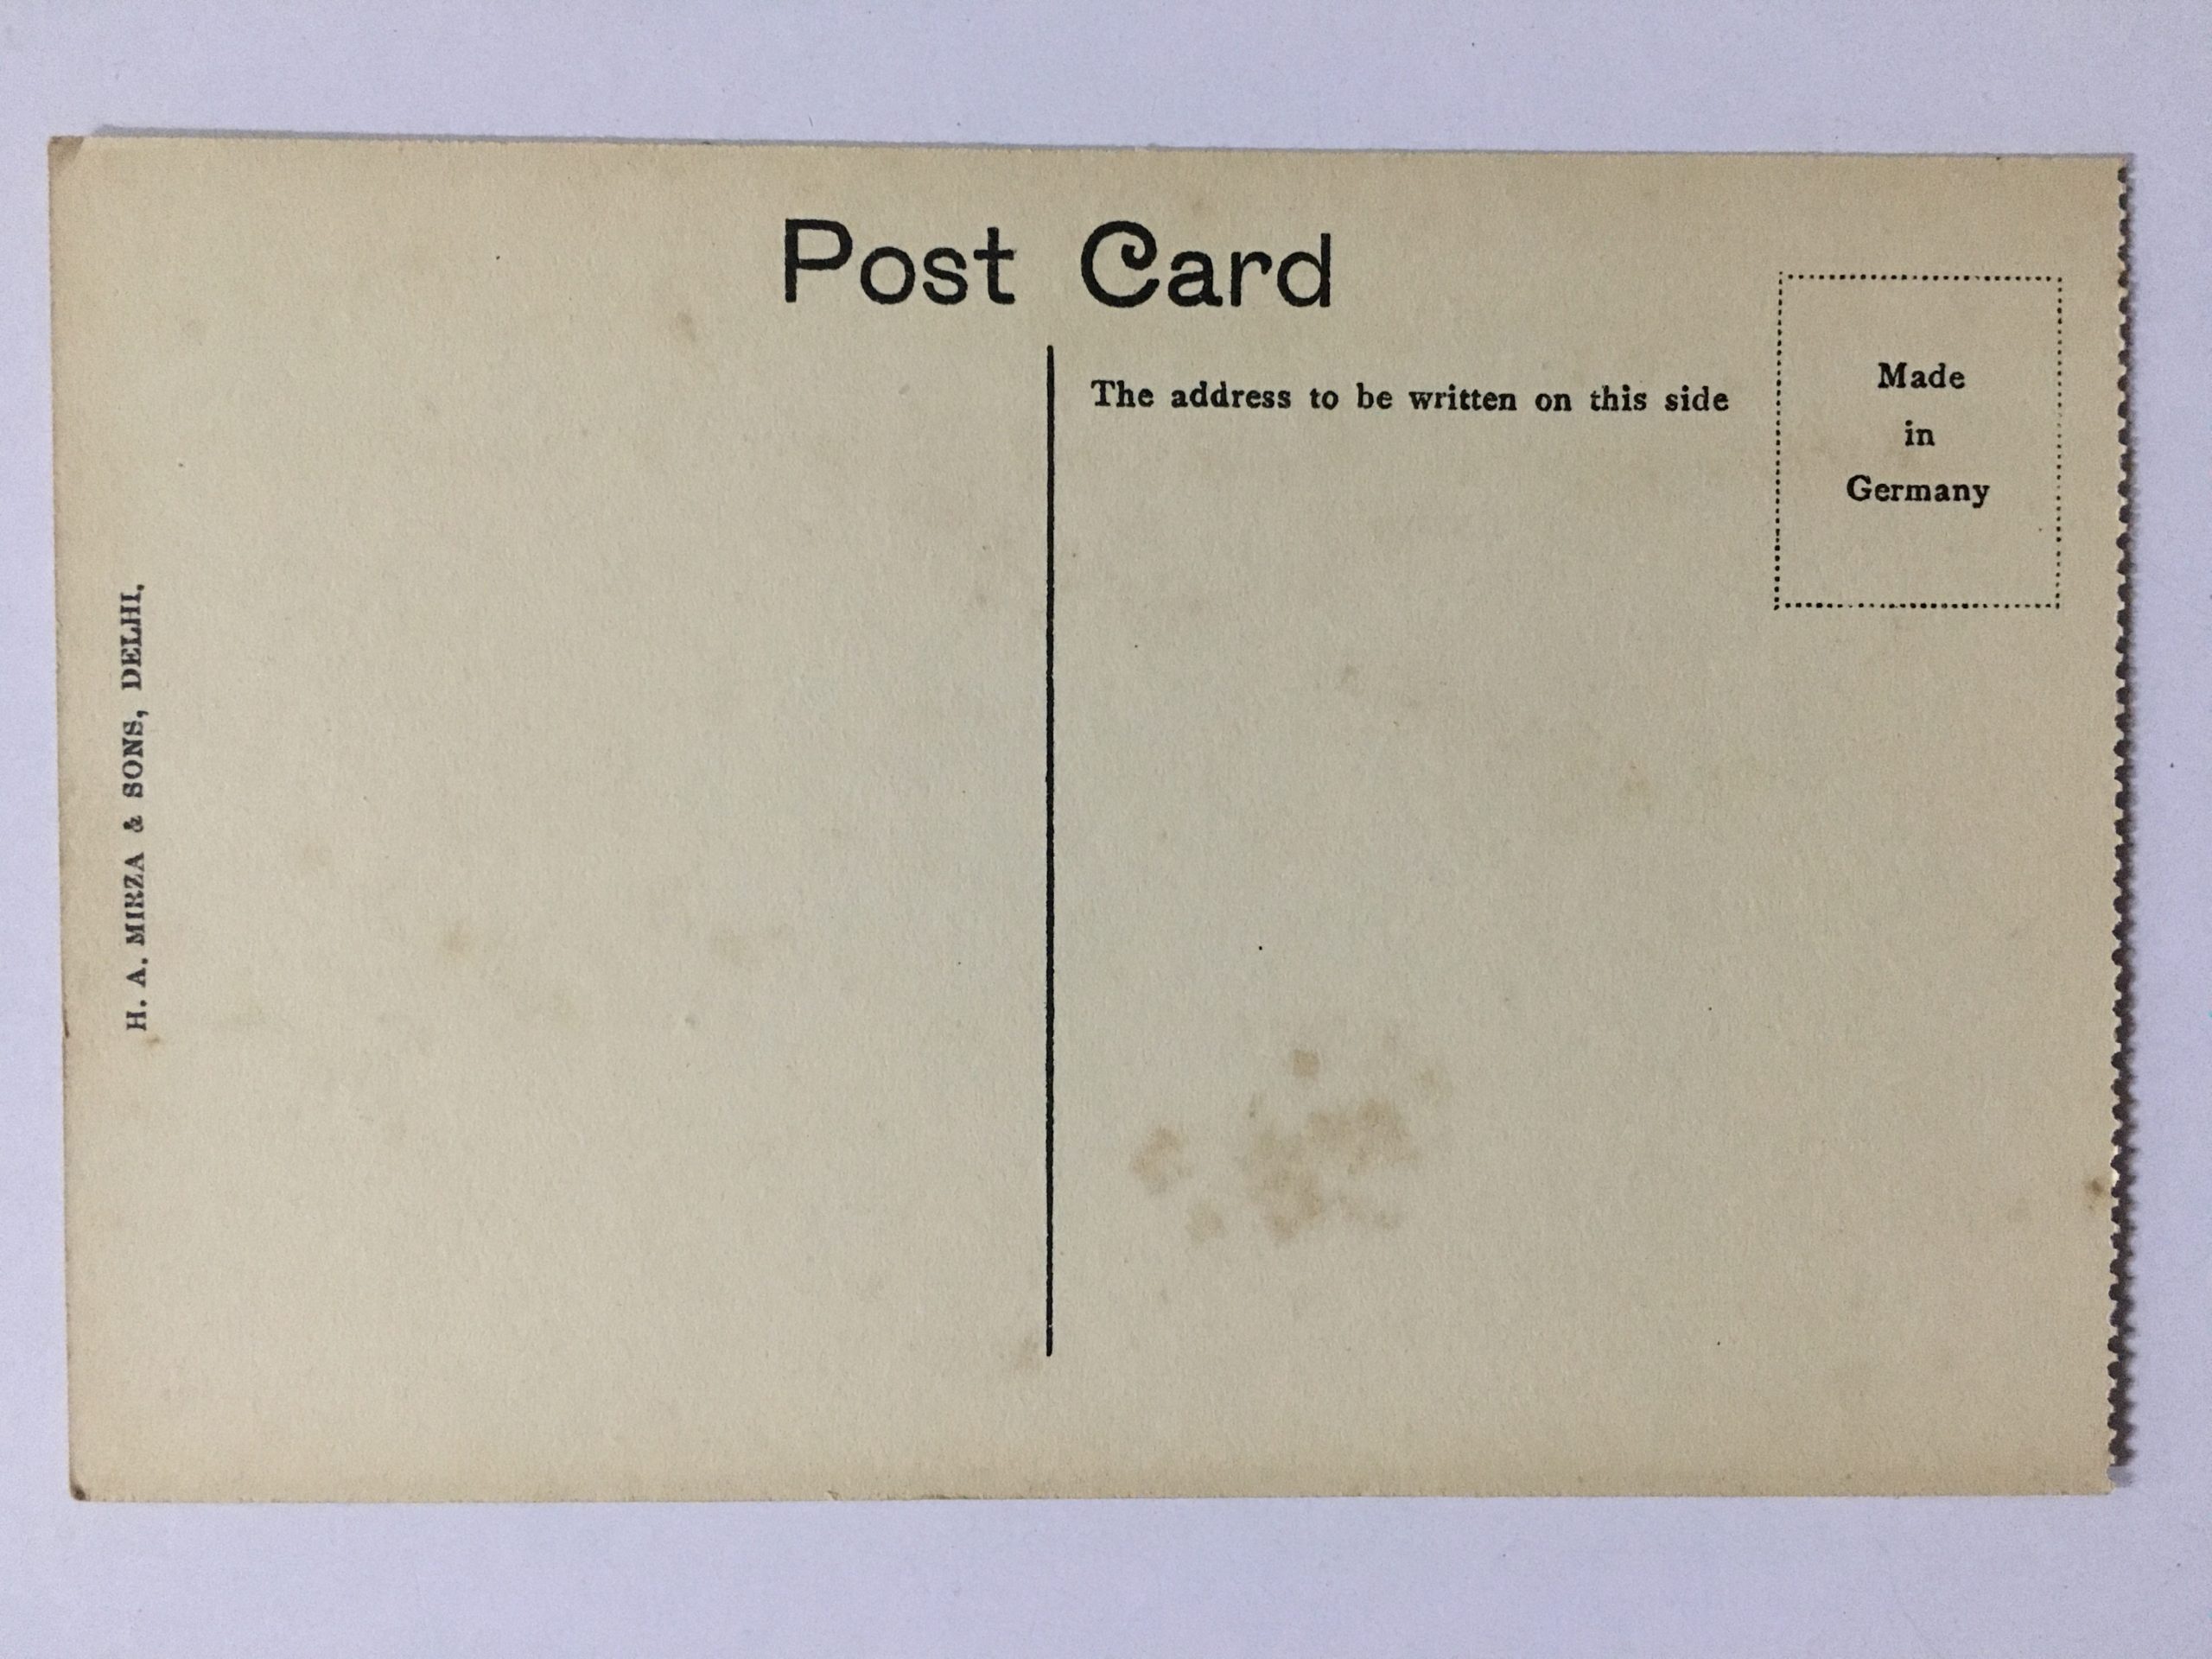 Post Card
The address to be written on this side
Made
in
Germany
H. A. MIRZA & SONS, DELHI.